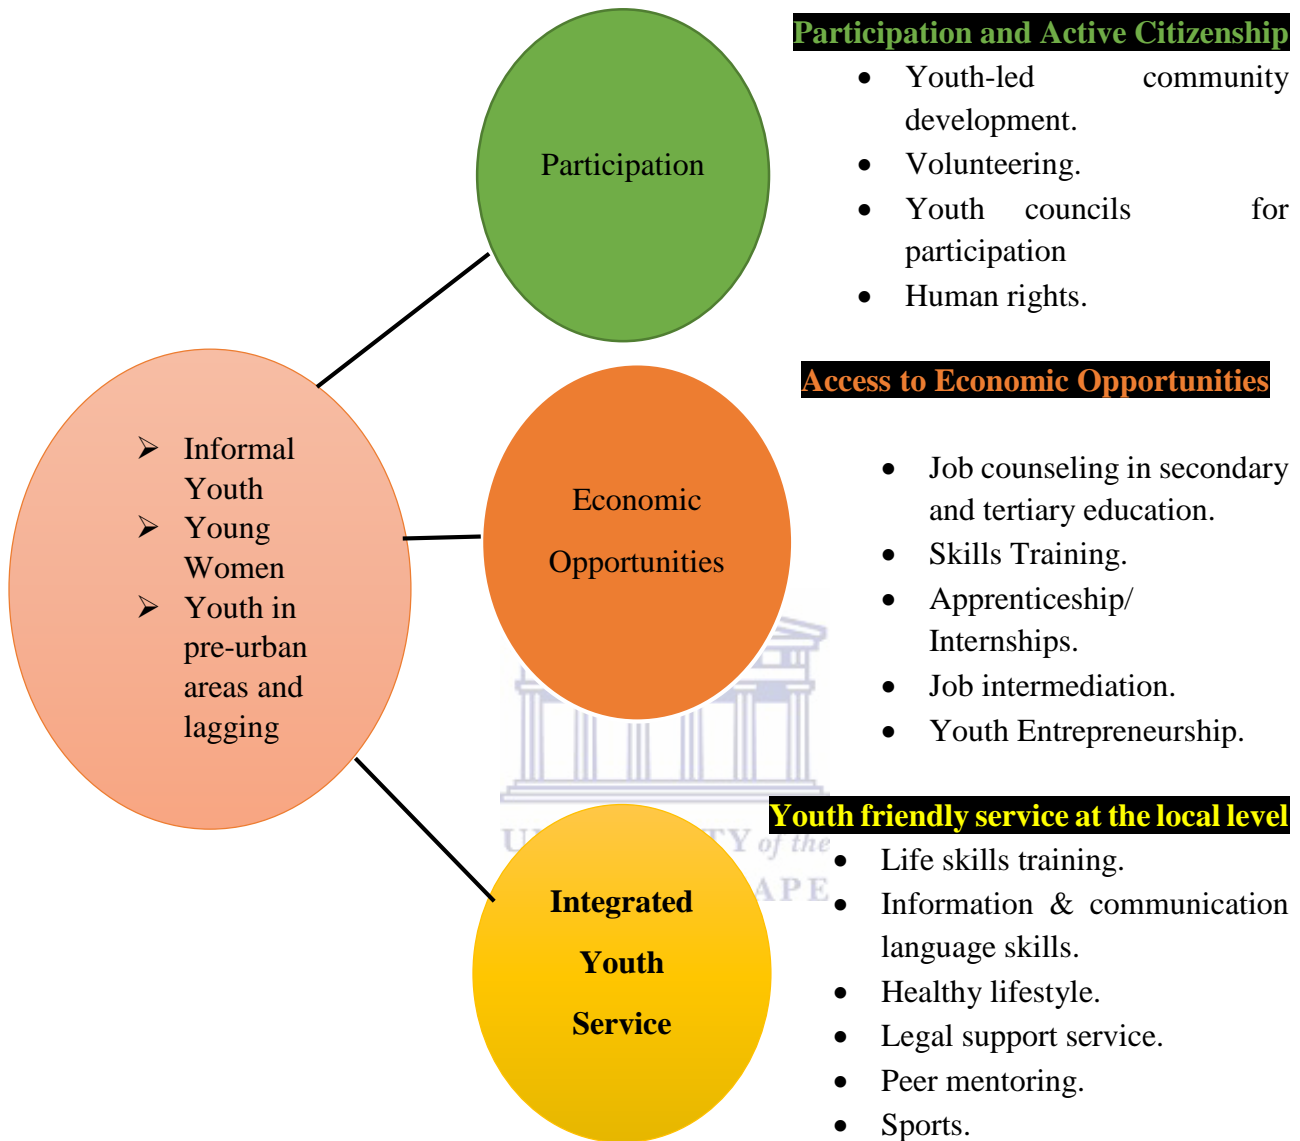 Participation
Participation and Active Citizenship
• Youth-led community
development.
• Volunteering.
• Youth councils for
participation
• Human rights.
➢ Informal
Youth
➢ Young
Women
➢ Youth in
pre-urban
areas and
lagging
Economic
Opportunities
Access to Economic Opportunities
• Job counseling in secondary
and tertiary education.
• Skills Training.
• Apprenticeship/
Internships.
• Job intermediation.
• Youth Entrepreneurship.
Integrated
Youth
Service
Youth friendly service at the local level
• Life skills training.
• Information & communication
language skills.
• Healthy lifestyle.
• Legal support service.
• Peer mentoring.
• Sports.
of the